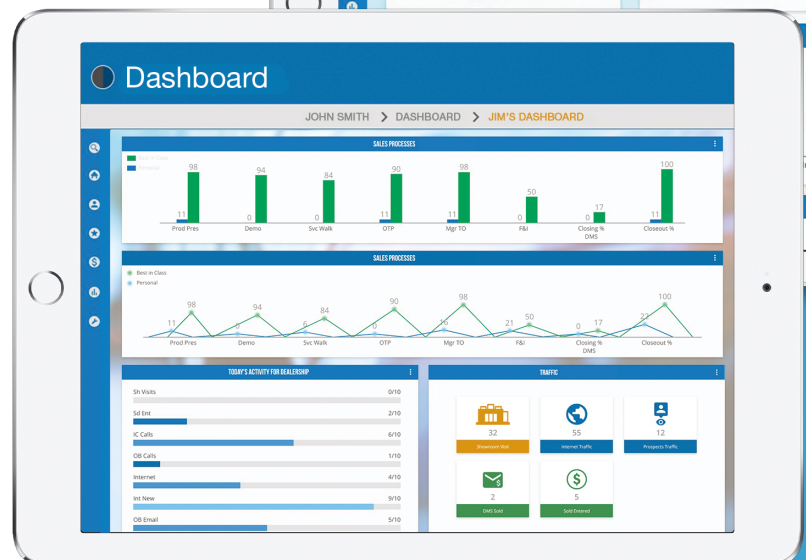 Dashboard
JOHN SMITH > DASHBOARD > JIM'S DASHBOARD
SALES PROCESSES
Best in Class
Personal
11 98 0 94 0 84 11 90 11 98 0 50 0 17 11 100
Prod Pres Demo Svc Walk OTP Mgr TO F&I Closing % DMS Closeout %
SALES PROCESSES
Best in Class
Personal
11 98 0 94 6 84 0 90 16 98 21 50 0 17 22 100
Prod Pres Demo Svc Walk OTP Mgr TO F&I Closing % DMS Closeout %
TODAY'S ACTIVITY FOR DEALERSHIP
Sh Visits 0/10
Sd Ent 2/10
IC Calls 6/10
OB Calls 1/10
Internet 4/10
Int New 9/10
OB Email 5/10
TRAFFIC
32
Showroom Visit
55
Internet Traffic
12
Prospects Traffic
2
DMS Sold
5
Sold Entered